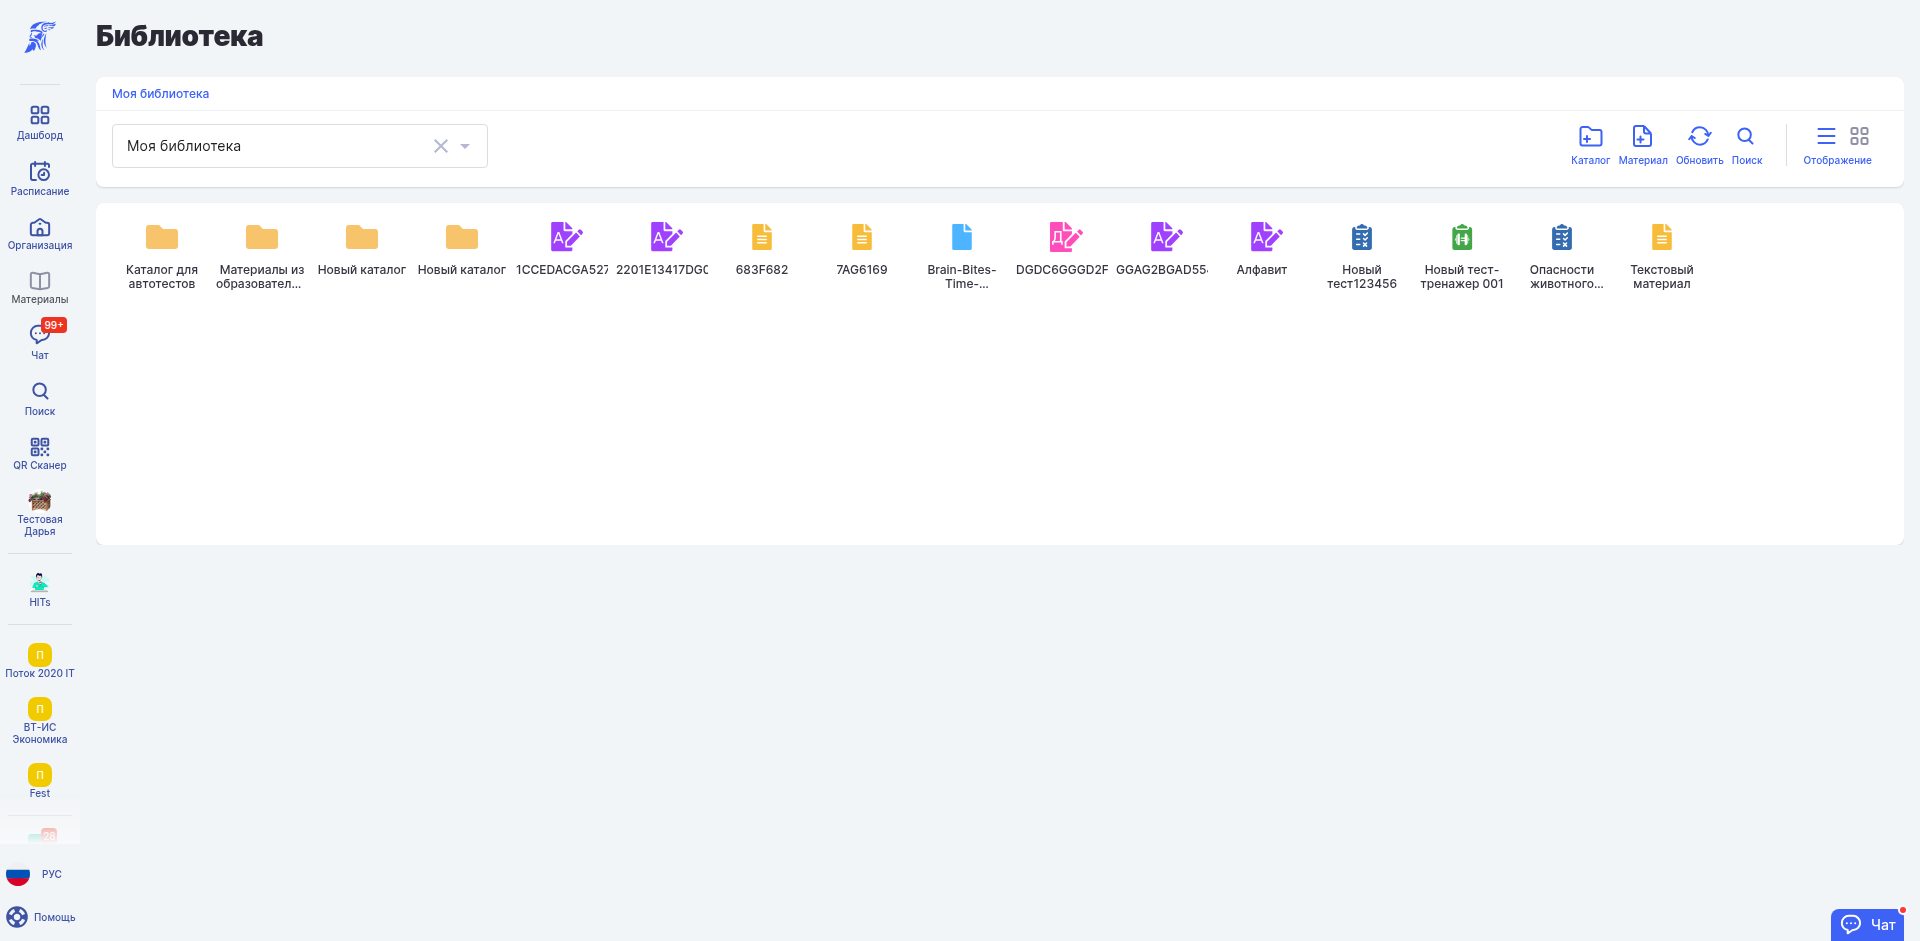 Библиотека
Моя библиотека
Моя библиотека
Каталог
Материал
Обновить
Поиск
Отображение
Дашборд
Расписание
Организация
Материалы
99+
Чат
Поиск
QR Сканер
Тестовая
Дарья
HITs
П
Поток 2020 IT
П
ВТ-ИС
Экономика
П
Fest
28
РУС
Помощь
Каталог для
автотестов
Материалы из
образовател...
Новый каталог
Новый каталог
A
1CCEDACGA527
A
2201E13417DG
683F682
7AG6169
Brain-Bites-
Time-...
Д
DGDC6GGGD2F
A
GGAG2BGAD55
A
Алфавит
Новый
тест123456
Новый тест-
тренажер 001
Опасности
животного...
Текстовый
материал
Чат